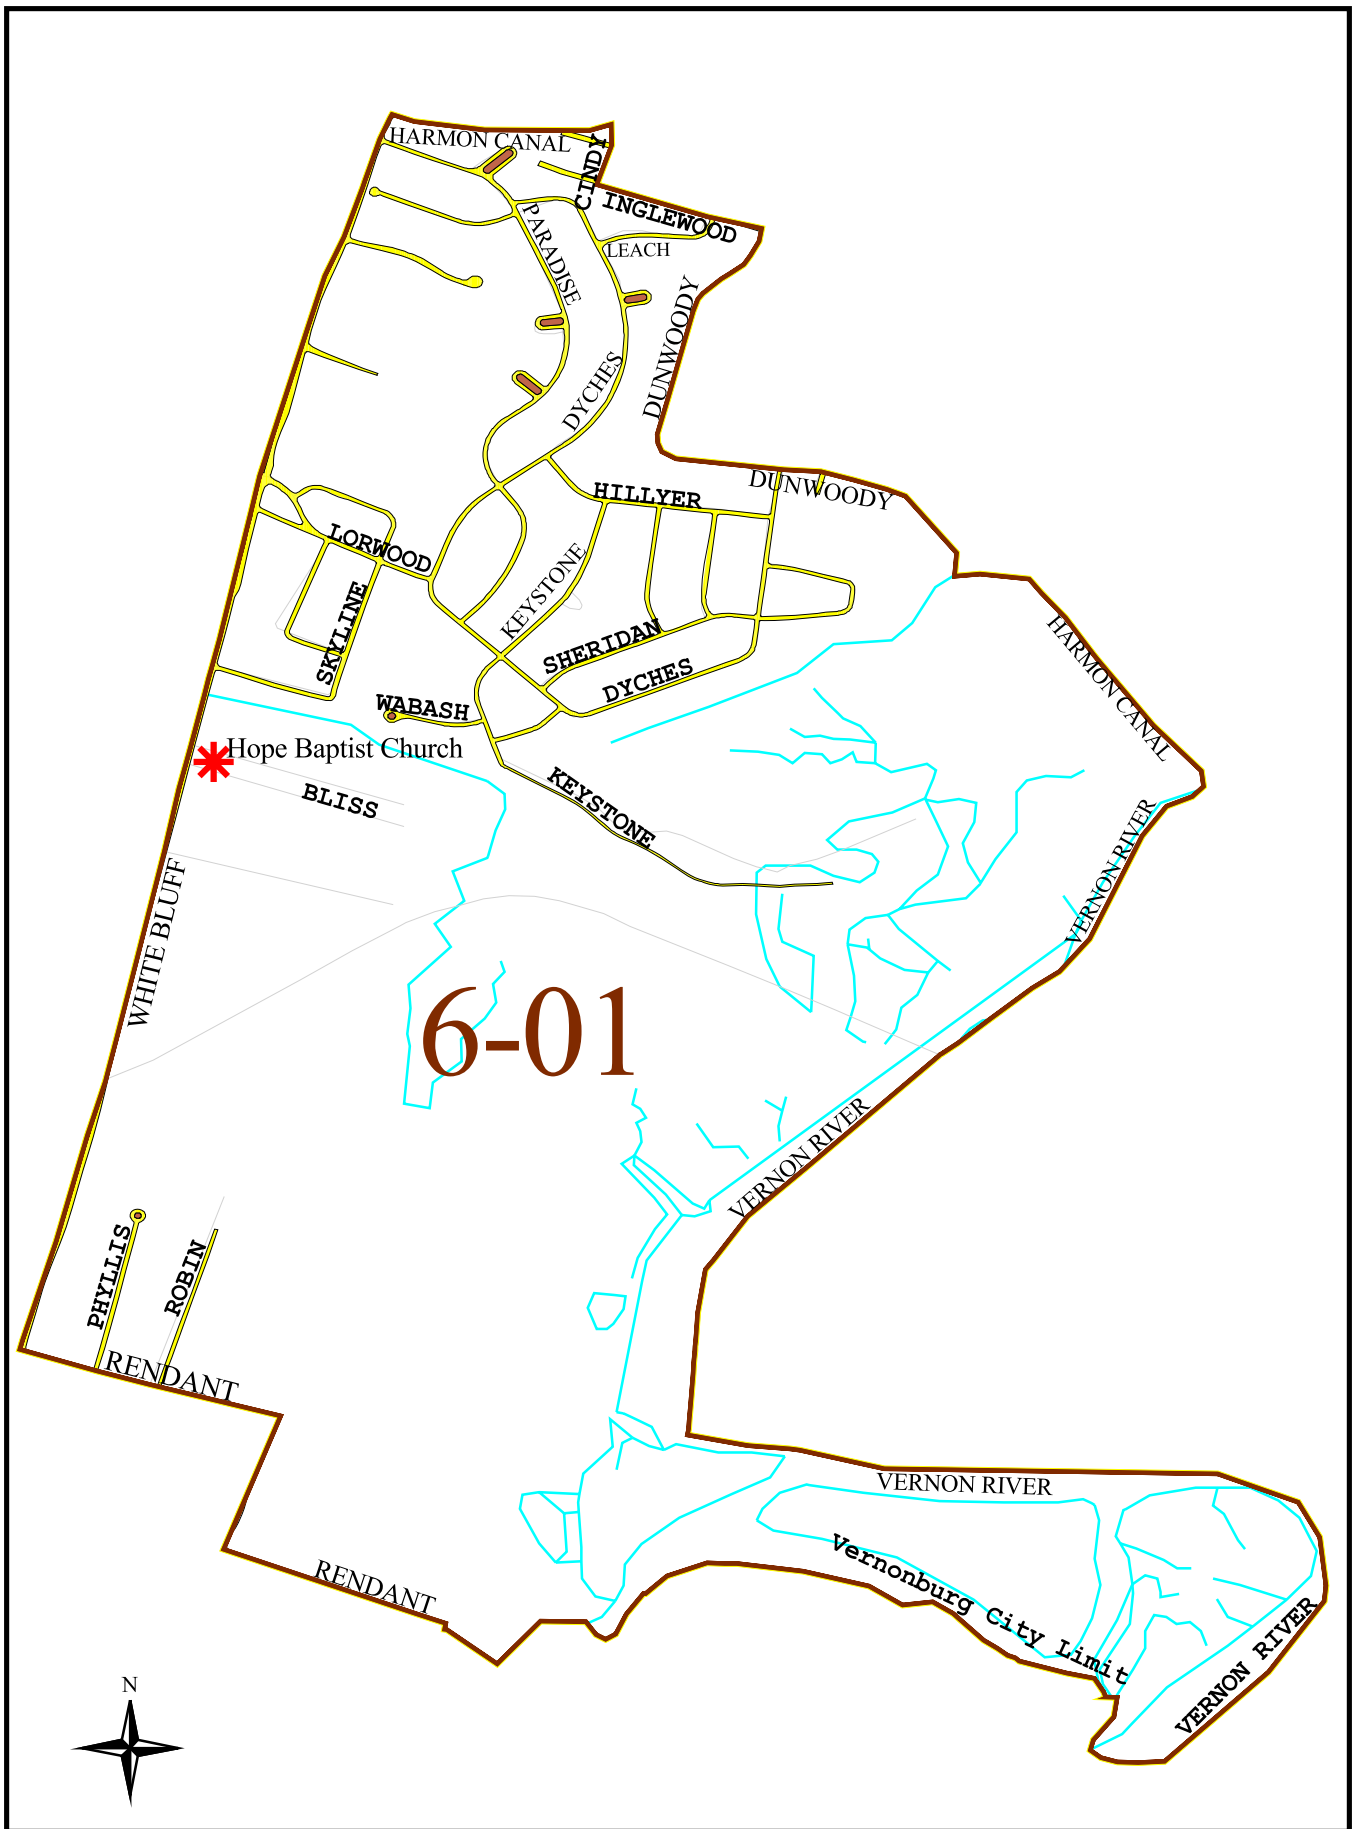 HARMON CANAL
CINDY
INGLEWOOD
PARADISE
LEACH
DUNWOODY
DYCHES
DUNWOODY
HILLYER
LORWOOD
KEYSTONE
SKYLINE
SHERIDAN
HARMON CANAL
DYCHES
WABASH
Hope Baptist Church
BLISS
KEYSTONE
VERNON RIVER
WHITE BLUFF
6-01
VERNON RIVER
PHYLLIS
ROBIN
RENDANT
VERNON RIVER
Vernonburg City Limit
RENDANT
VERNON RIVER
N